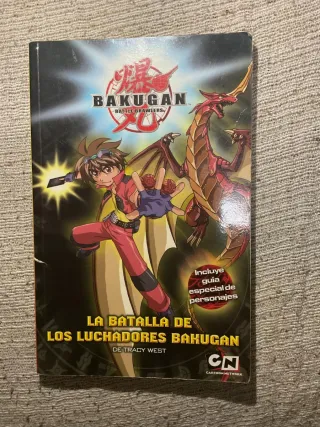 爆
BAKUGAN
BATTLE BRAWLERS
丸
Incluye
guía
especial de
personajes
LA BATALLA DE
LOS LUCHADORES BAKUGAN
DE TRACY WEST
CN
CARTOON NETWORK